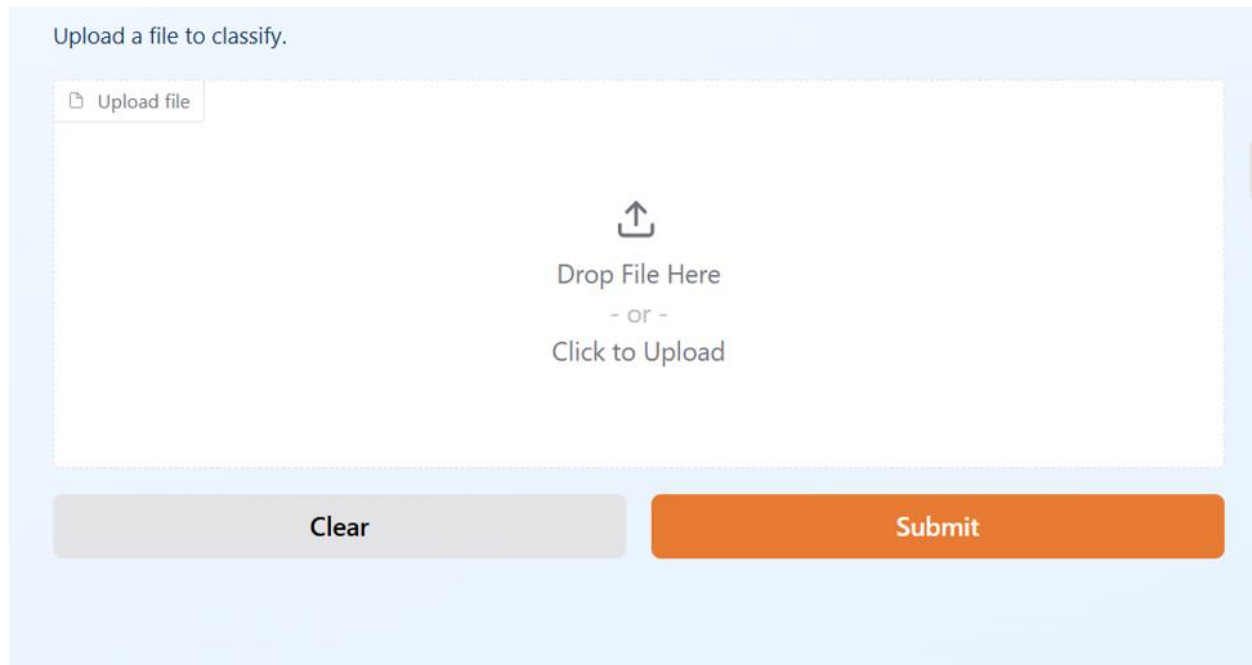 Upload a file to classify.
Upload file
Drop File Here
- or -
Click to Upload
Clear
Submit